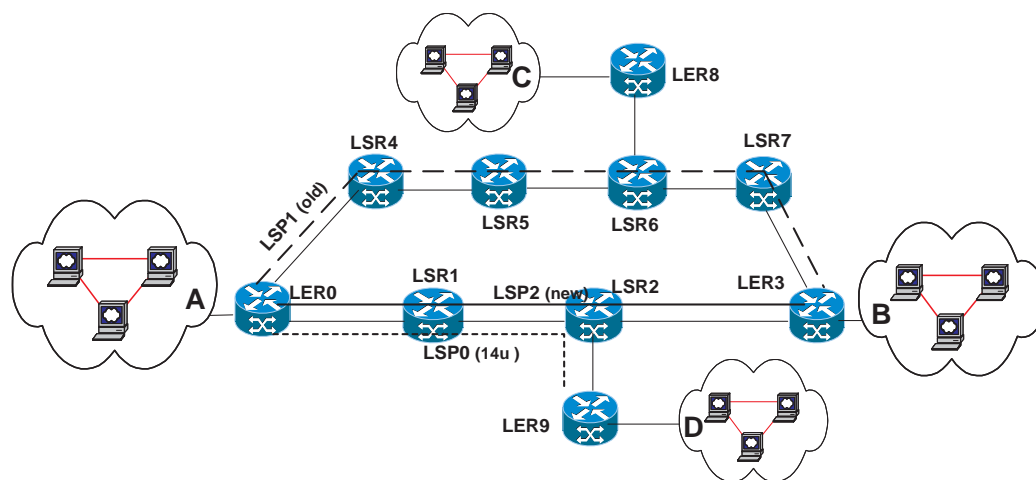 C
LER8
LSR4
LSR7
LSR5
LSR6
LSP1 (old)
A
LER0
LSR1
LSP2 (new)
LSR2
LER3
B
LSP0 (14u )
LER9
D